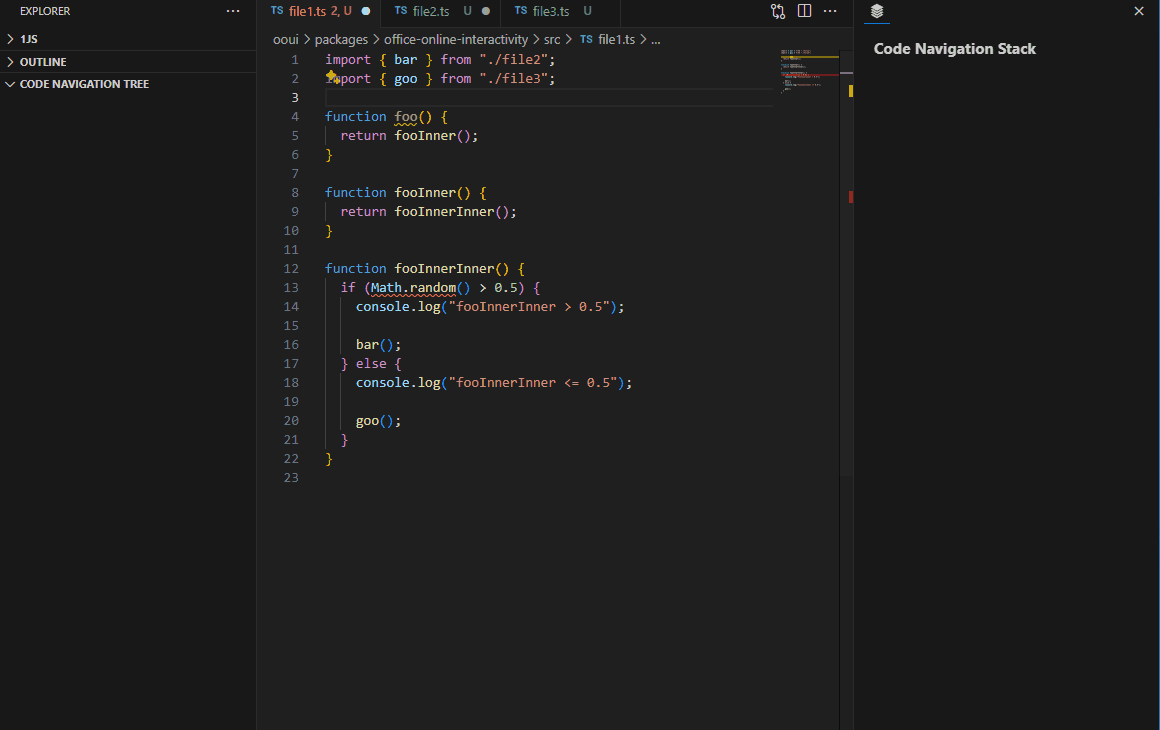 EXPLORER ...
1JS
OUTLINE
CODE NAVIGATION TREE
TS file1.ts 2, U
TS file2.ts U
TS file3.ts U
ooui > packages > office-online-interactivity > src > TS file1.ts > ...
1 import { bar } from "./file2";
2 import { goo } from "./file3";
3
4 function foo() {
5 return fooInner();
6 }
7
8 function fooInner() {
9 return fooInnerInner();
10 }
11
12 function fooInnerInner() {
13 if (Math.random() > 0.5) {
14 console.log("fooInnerInner > 0.5");
15
16 bar();
17 } else {
18 console.log("fooInnerInner <= 0.5");
19
20 goo();
21 }
22 }
23
Code Navigation Stack